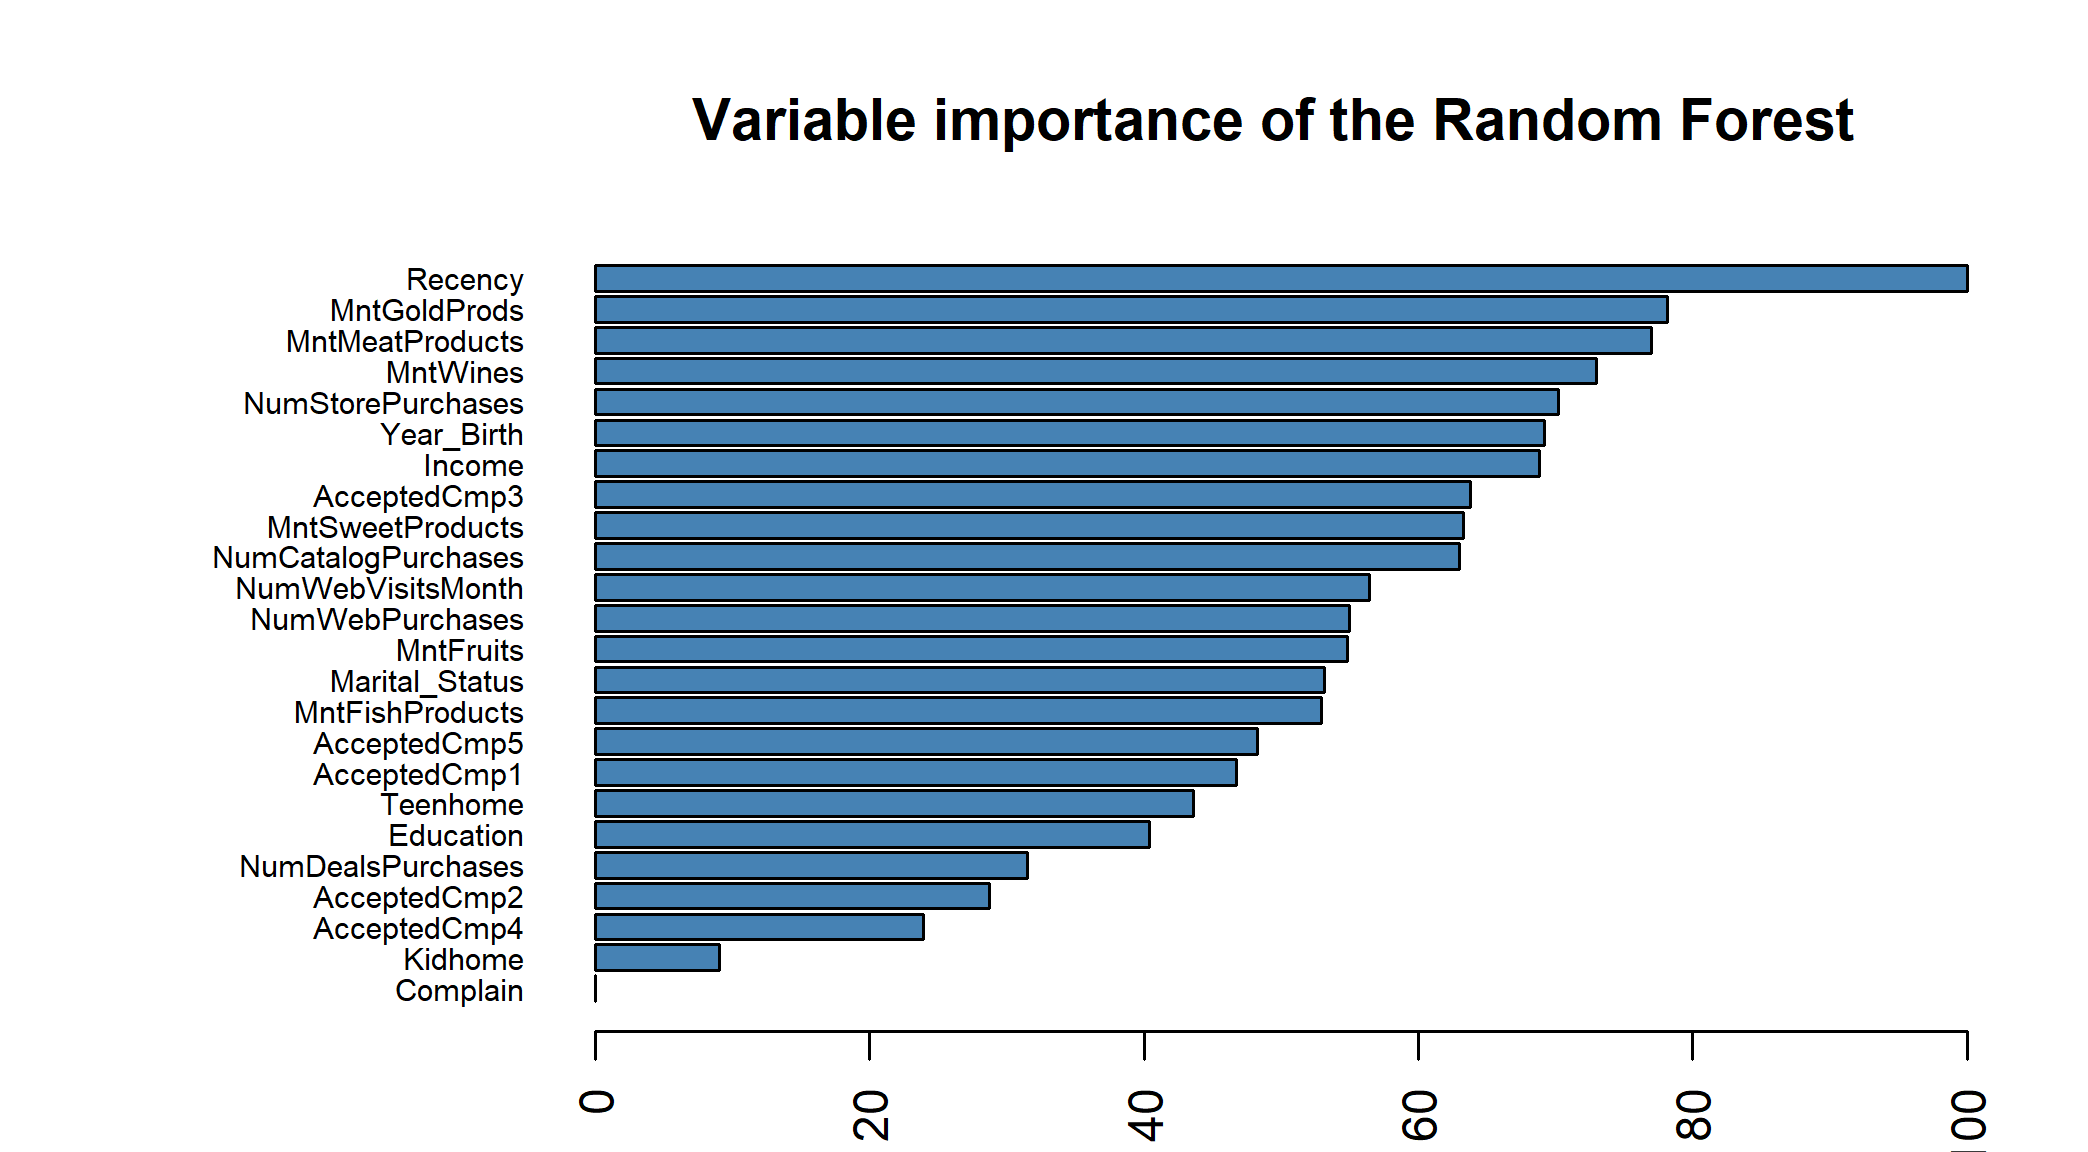 Variable importance of the Random Forest
Recency
MntGoldProds
MntMeatProducts
MntWines
NumStorePurchases
Year_Birth
Income
AcceptedCmp3
MntSweetProducts
NumCatalogPurchases
NumWebVisitsMonth
NumWebPurchases
MntFruits
Marital_Status
MntFishProducts
AcceptedCmp5
AcceptedCmp1
Teenhome
Education
NumDealsPurchases
AcceptedCmp2
AcceptedCmp4
Kidhome
Complain
0 20 40 60 80 100